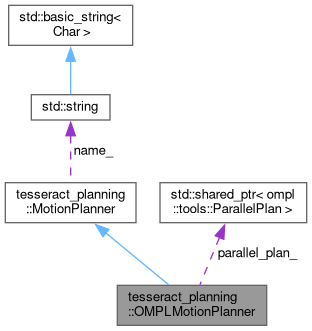 std::basic_string<
Char >
std::string
name_
tesseract_planning
::MotionPlanner
std::shared_ptr< ompl
::tools::ParallelPlan >
parallel_plan_
tesseract_planning
::OMPLMotionPlanner